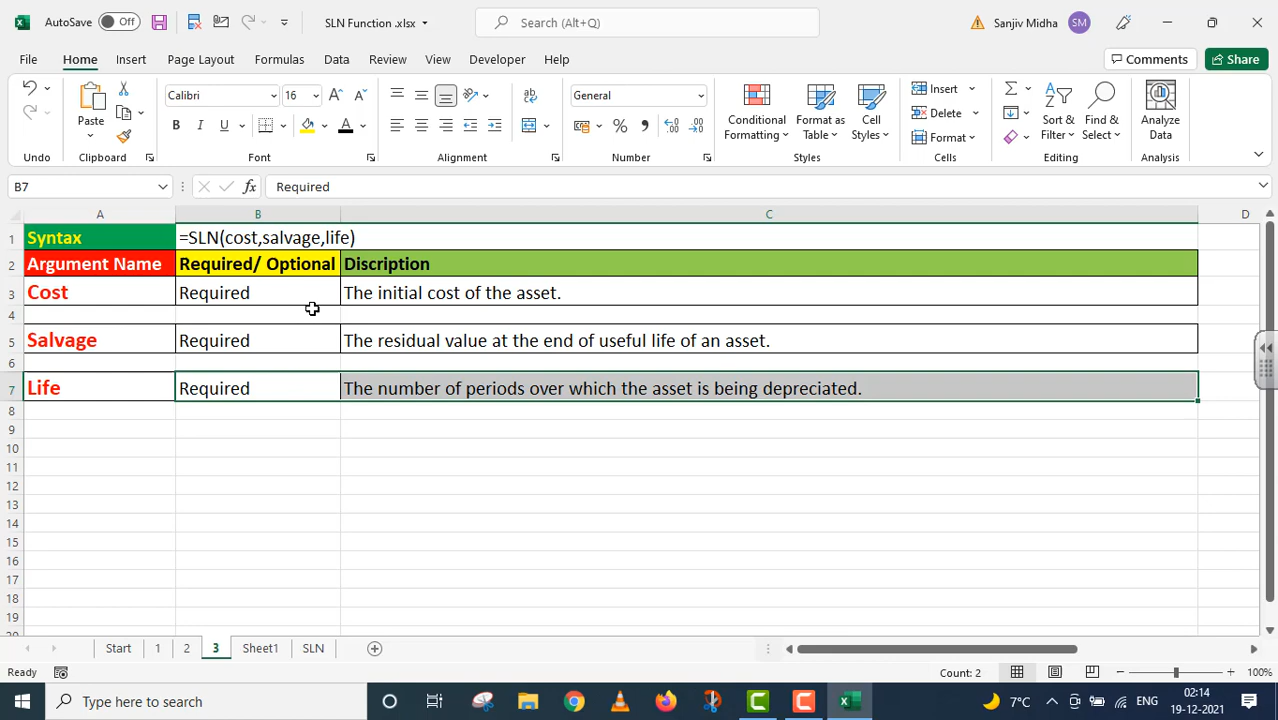 AutoSave Off SLN Function .xlsx Search (Alt+Q) Sanjiv Midha SM
File Home Insert Page Layout Formulas Data Review View Developer Help Comments Share
Calibri 16 General Insert Σ
Paste B I U A % 9 Conditional Formatting Format as Table Cell Styles Delete Format Sort & Filter Find & Select Analyze Data
Undo Clipboard Font Alignment Number Styles Cells Editing Analysis
B7 fx Required
A B C D
1 Syntax =SLN(cost,salvage,life)
2 Argument Name Required/ Optional Discription
3 Cost Required The initial cost of the asset.
4
5 Salvage Required The residual value at the end of useful life of an asset.
6
7 Life Required The number of periods over which the asset is being depreciated.
8
9
10
11
12
13
14
15
16
17
18
19
Start 1 2 3 Sheet1 SLN
Ready Count: 2 100%
Type here to search 7°C ENG 02:14
19-12-2021